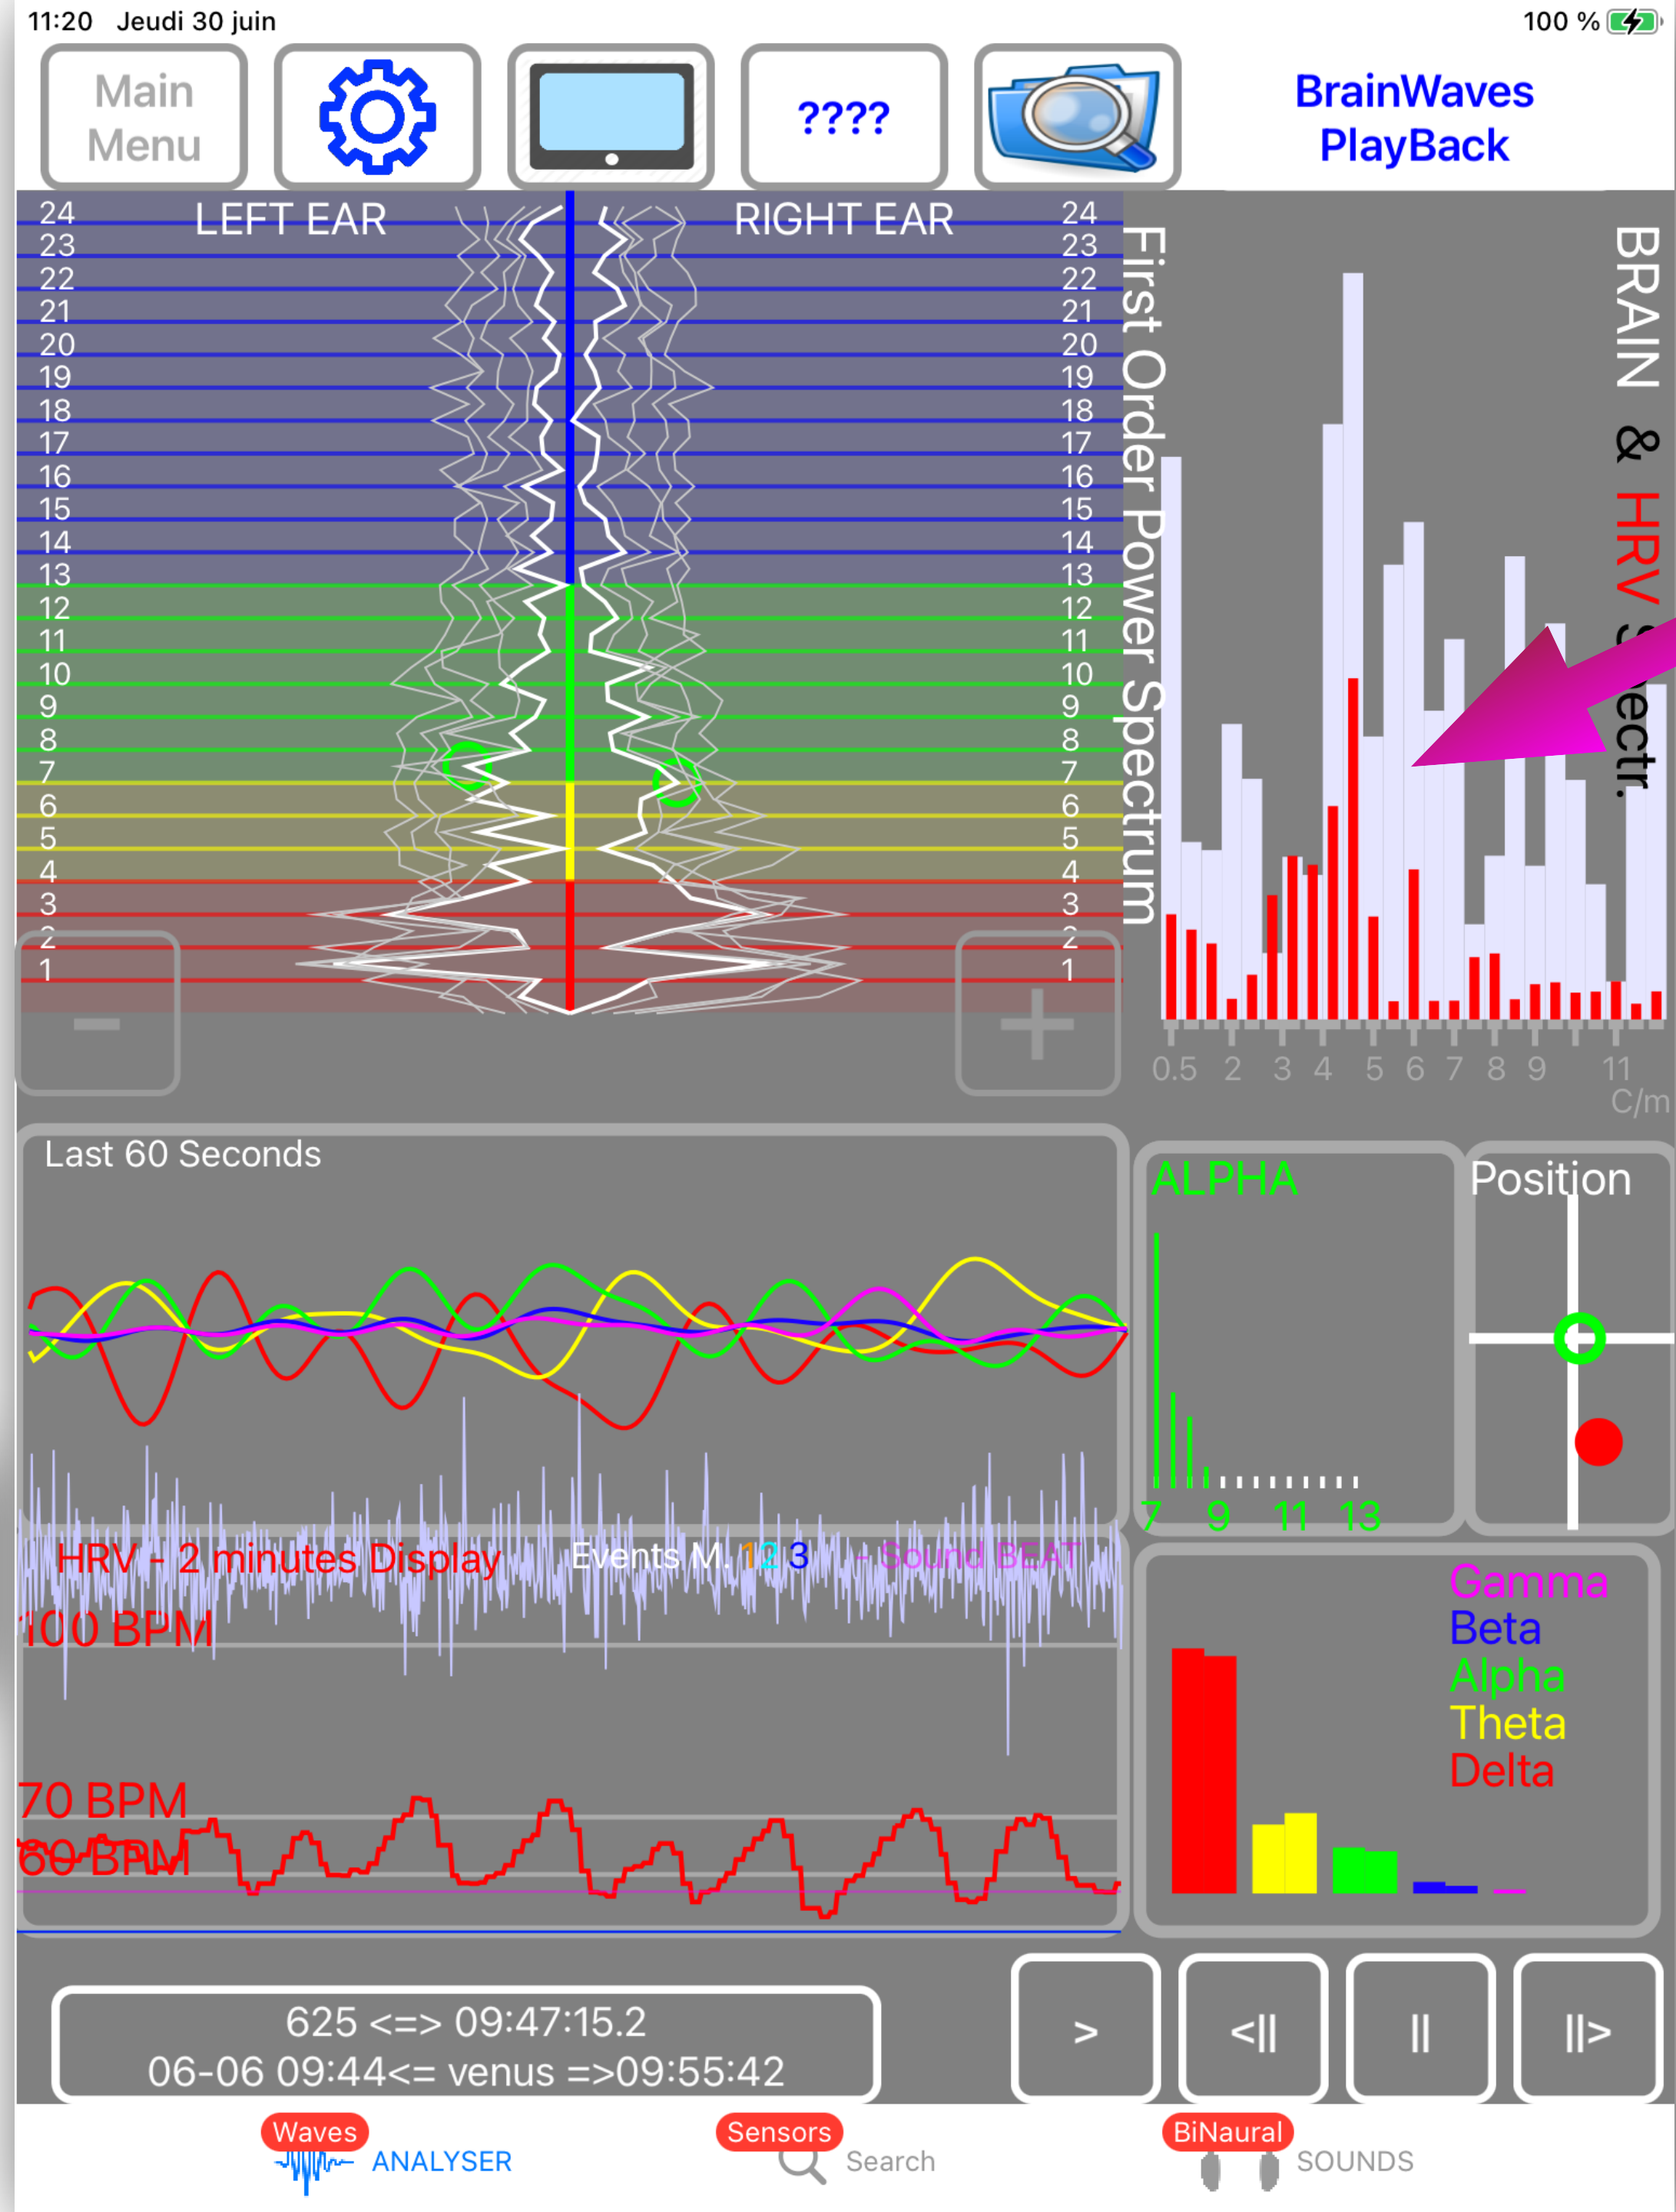 11:20 Jeudi 30 juin
100 %
Main
Menu
????
BrainWaves
PlayBack
LEFT EAR
RIGHT EAR
24
23
22
21
20
19
18
17
16
15
14
13
12
11
10
9
8
7
6
5
4
3
2
1
24
23
22
21
20
19
18
17
16
15
14
13
12
11
10
9
8
7
6
5
4
3
2
1
First Order Power Spectrum
BRAIN & HRV
0.5 2 3 4 5 6 7 8 9 11
C/m
Last 60 Seconds
ALPHA
7 9 11 13
Position
HRV - 2 minutes Display
Events M. 1 2 3 - Sound BEAT
100 BPM
70 BPM
60 BPM
Gamma
Beta
Alpha
Theta
Delta
625 <=> 09:47:15.2
06-06 09:44<= venus =>09:55:42
>
<||
||
||>
Waves
ANALYSER
Sensors
Search
BiNaural
SOUNDS